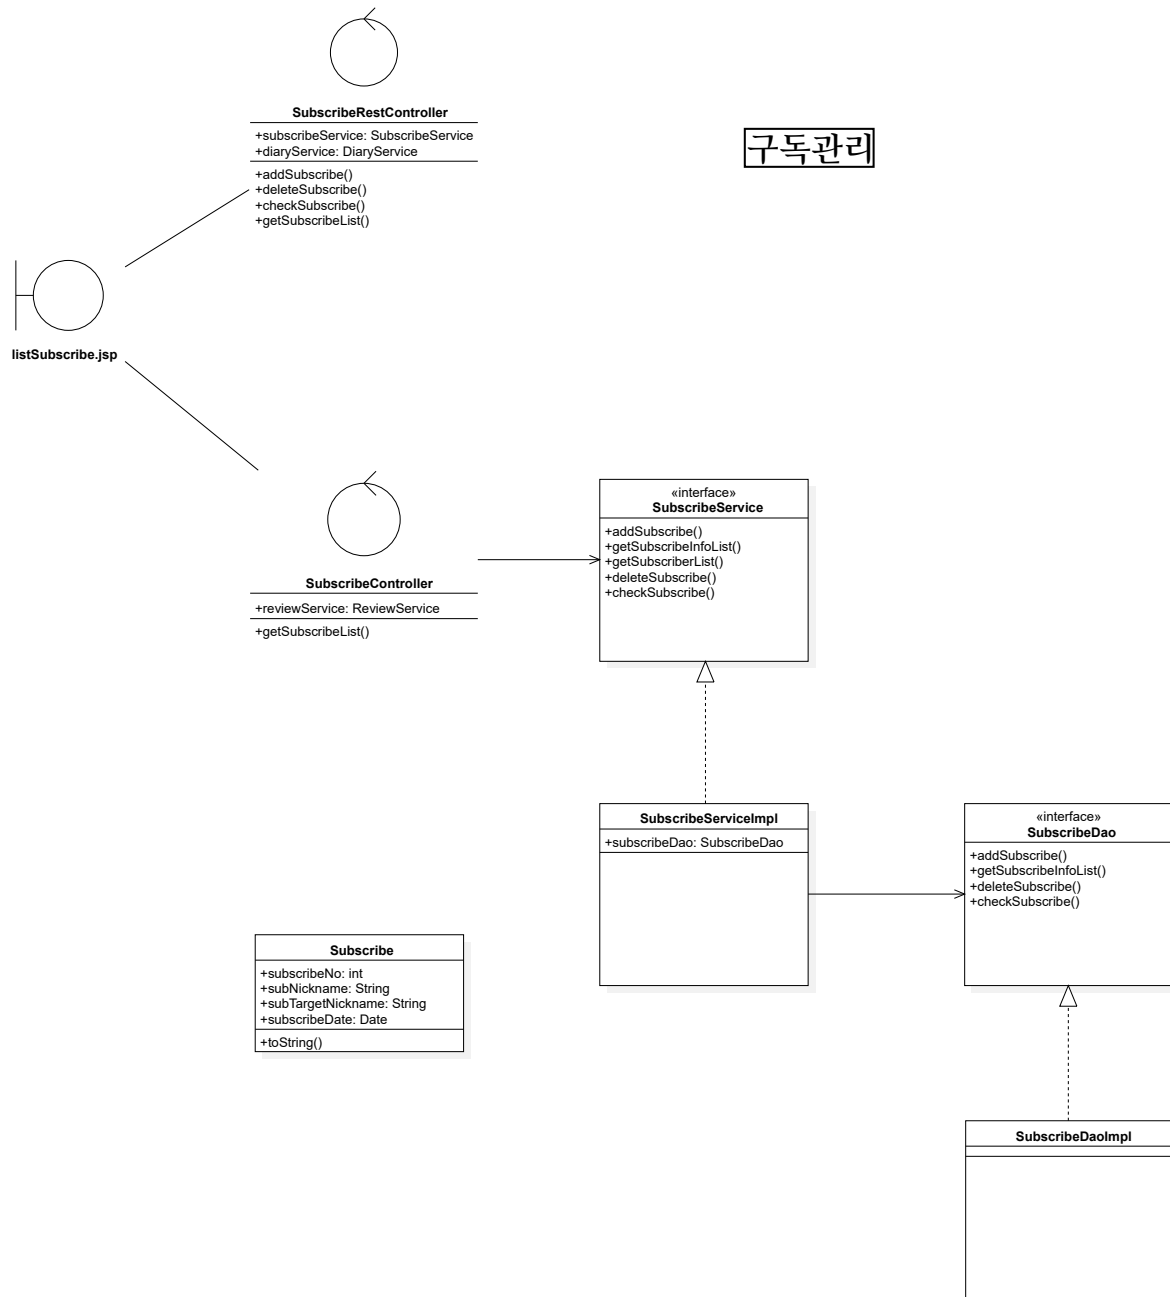 SubscribeRestController
+subscribeService: SubscribeService
+diaryService: DiaryService
+addSubscribe()
+deleteSubscribe()
+checkSubscribe()
+getSubscribeList()
구독관리
listSubscribe.jsp
SubscribeController
+reviewService: ReviewService
+getSubscribeList()
«interface»
SubscribeService
+addSubscribe()
+getSubscribeInfoList()
+getSubscriberList()
+deleteSubscribe()
+checkSubscribe()
SubscribeServiceImpl
+subscribeDao: SubscribeDao
«interface»
SubscribeDao
+addSubscribe()
+getSubscribeInfoList()
+deleteSubscribe()
+checkSubscribe()
Subscribe
+subscribeNo: int
+subNickname: String
+subTargetNickname: String
+subscribeDate: Date
+toString()
SubscribeDaoImpl